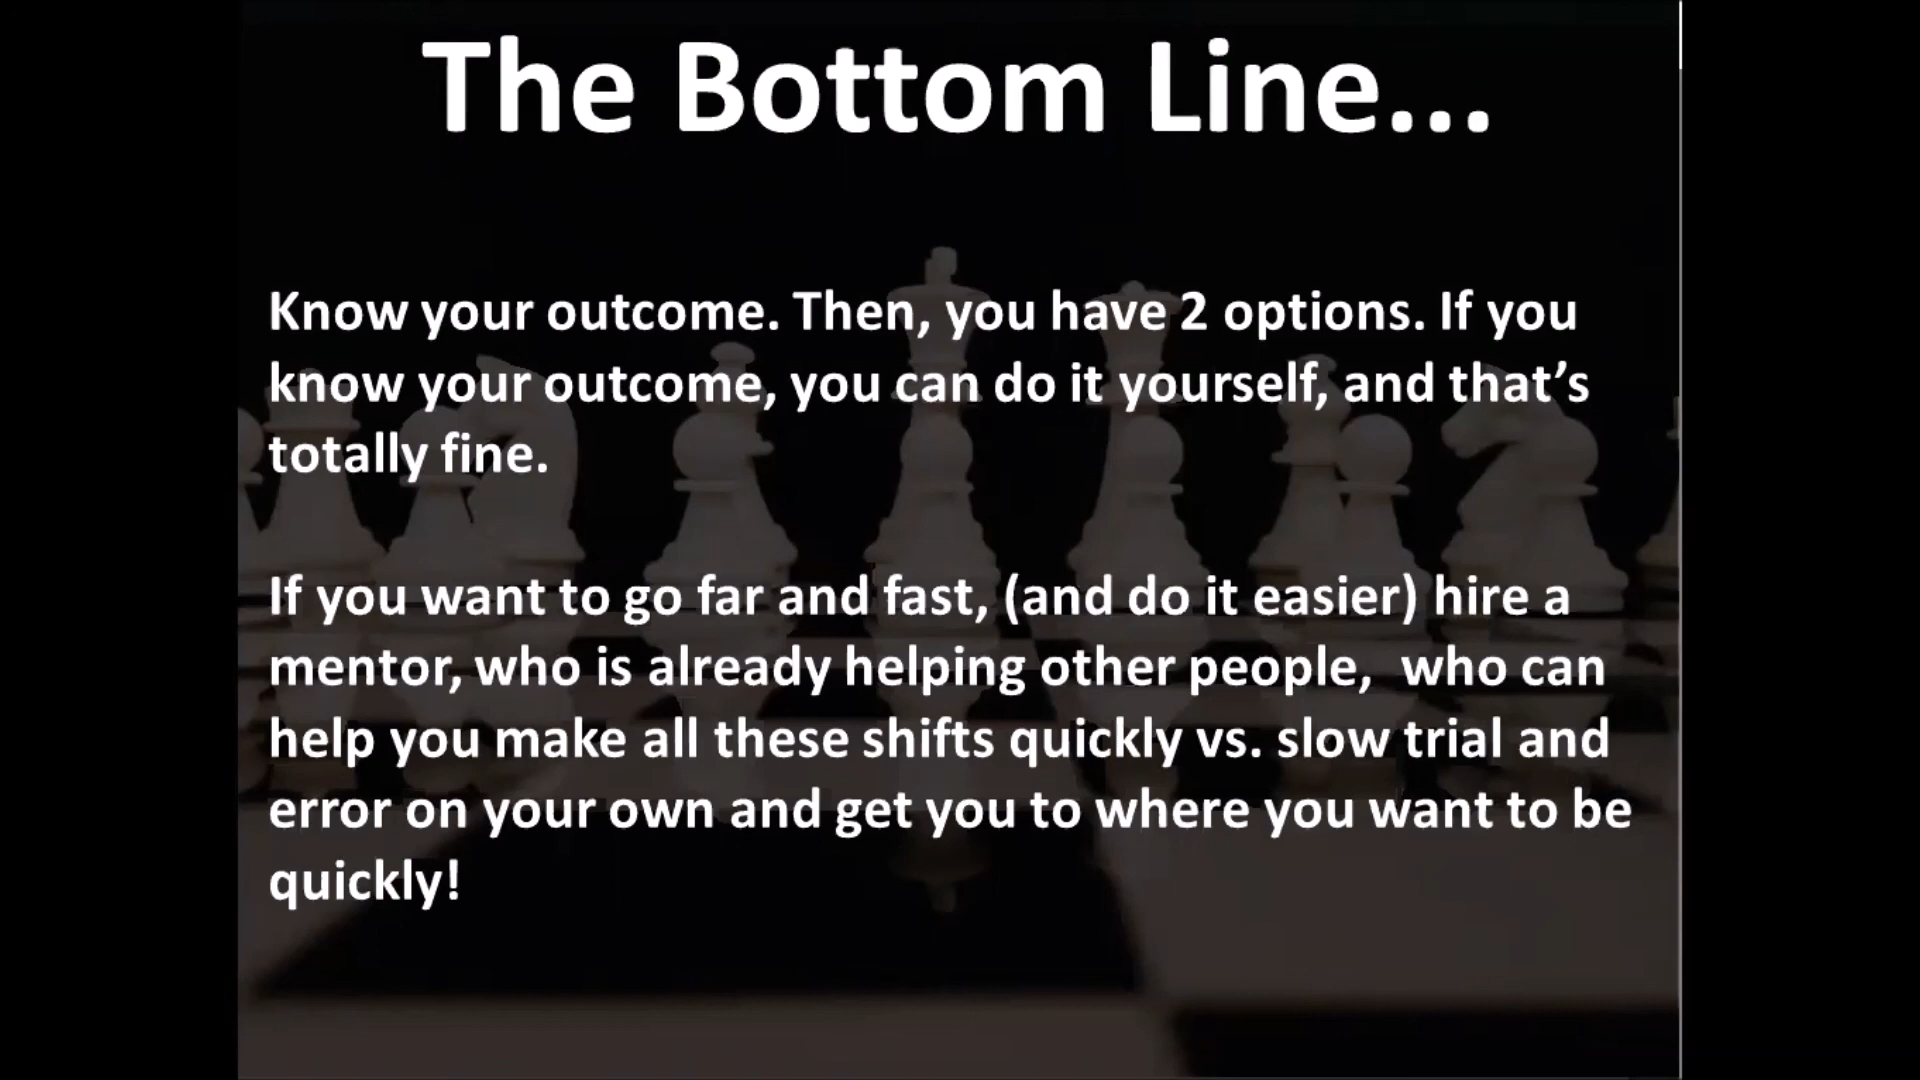 The Bottom Line...
Know your outcome. Then, you have 2 options. If you
know your outcome, you can do it yourself, and that’s
totally fine.
If you want to go far and fast, (and do it easier) hire a
mentor, who is already helping other people,  who can
help you make all these shifts quickly vs. slow trial and
error on your own and get you to where you want to be
quickly!